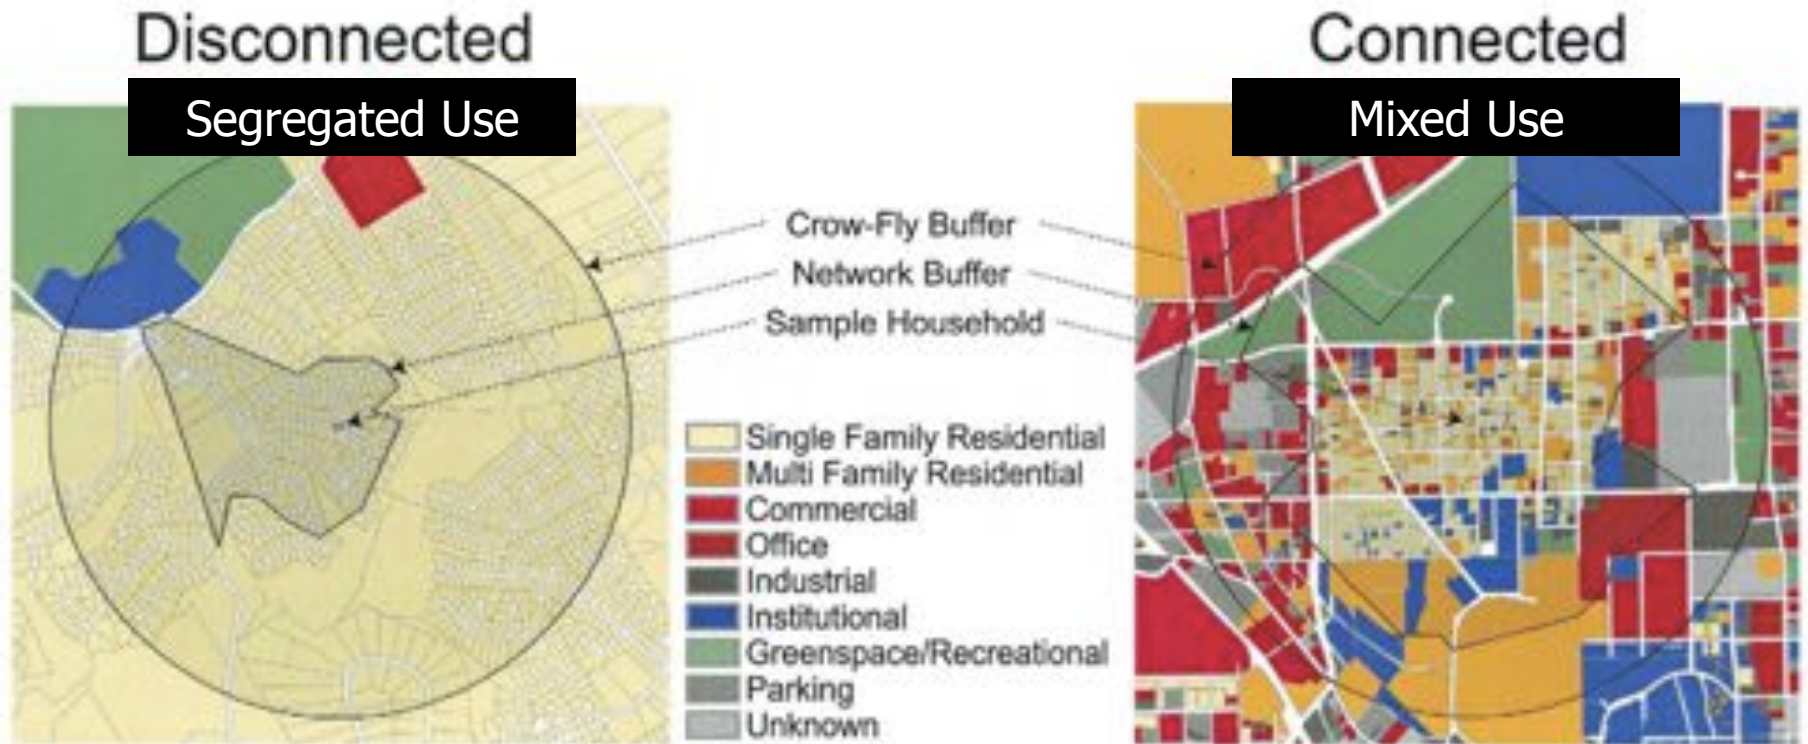 Disconnected
Connected
Segregated Use
Mixed Use
Crow-Fly Buffer
Network Buffer
Sample Household
Single Family Residential
Multi Family Residential
Commercial
Office
Industrial
Institutional
Greenspace/Recreational
Parking
Unknown